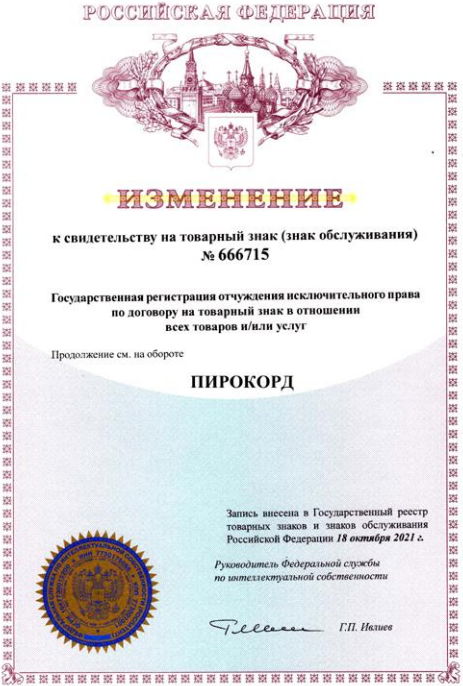 РОССИЙСКАЯ ФЕДЕРАЦИЯ
ИЗМЕНЕНИЕ
к свидетельству на товарный знак (знак обслуживания)
№ 666715
Государственная регистрация отчуждения исключительного права
по договору на товарный знак в отношении
всех товаров и/или услуг
Продолжение см. на обороте
ПИРОКОРД
Запись внесена в Государственный реестр
товарных знаков и знаков обслуживания
Российской Федерации 18 октября 2021 г.
Руководитель Федеральной службы
по интеллектуальной собственности
Г.П. Ивлиев